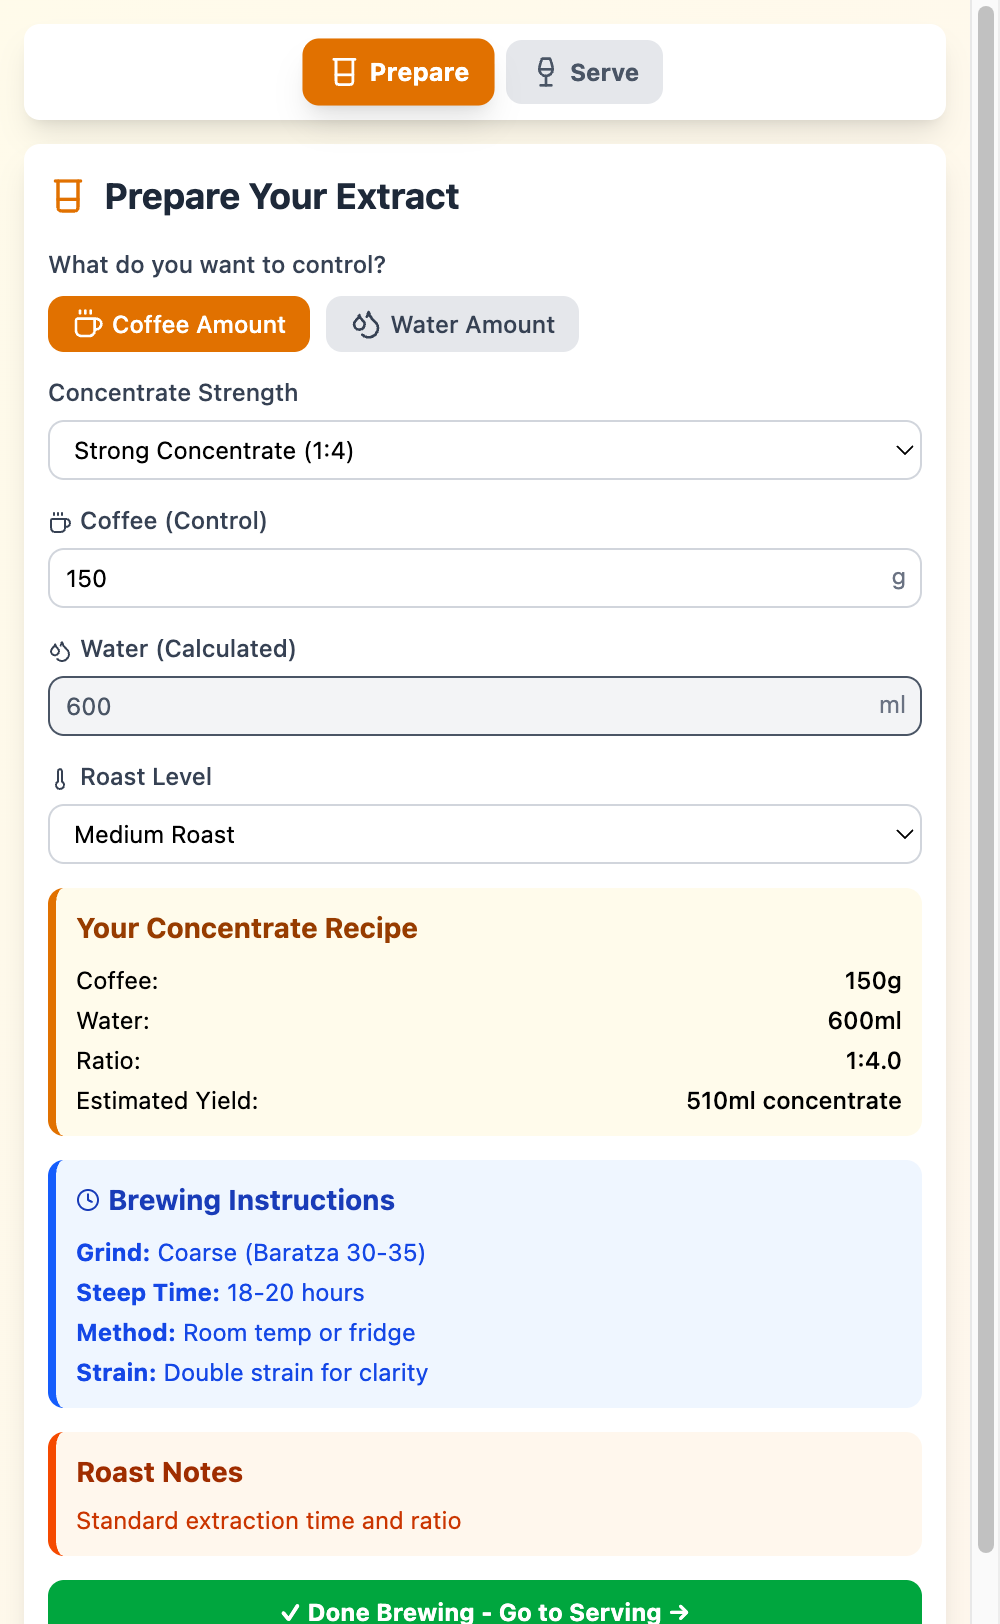 Prepare
Serve
Prepare Your Extract
What do you want to control?
Coffee Amount
Water Amount
Concentrate Strength
Strong Concentrate (1:4)
Coffee (Control)
150 g
Water (Calculated)
600 ml
Roast Level
Medium Roast
Your Concentrate Recipe
Coffee: 150g
Water: 600ml
Ratio: 1:4.0
Estimated Yield: 510ml concentrate
Brewing Instructions
Grind: Coarse (Baratza 30-35)
Steep Time: 18-20 hours
Method: Room temp or fridge
Strain: Double strain for clarity
Roast Notes
Standard extraction time and ratio
✓ Done Brewing - Go to Serving →